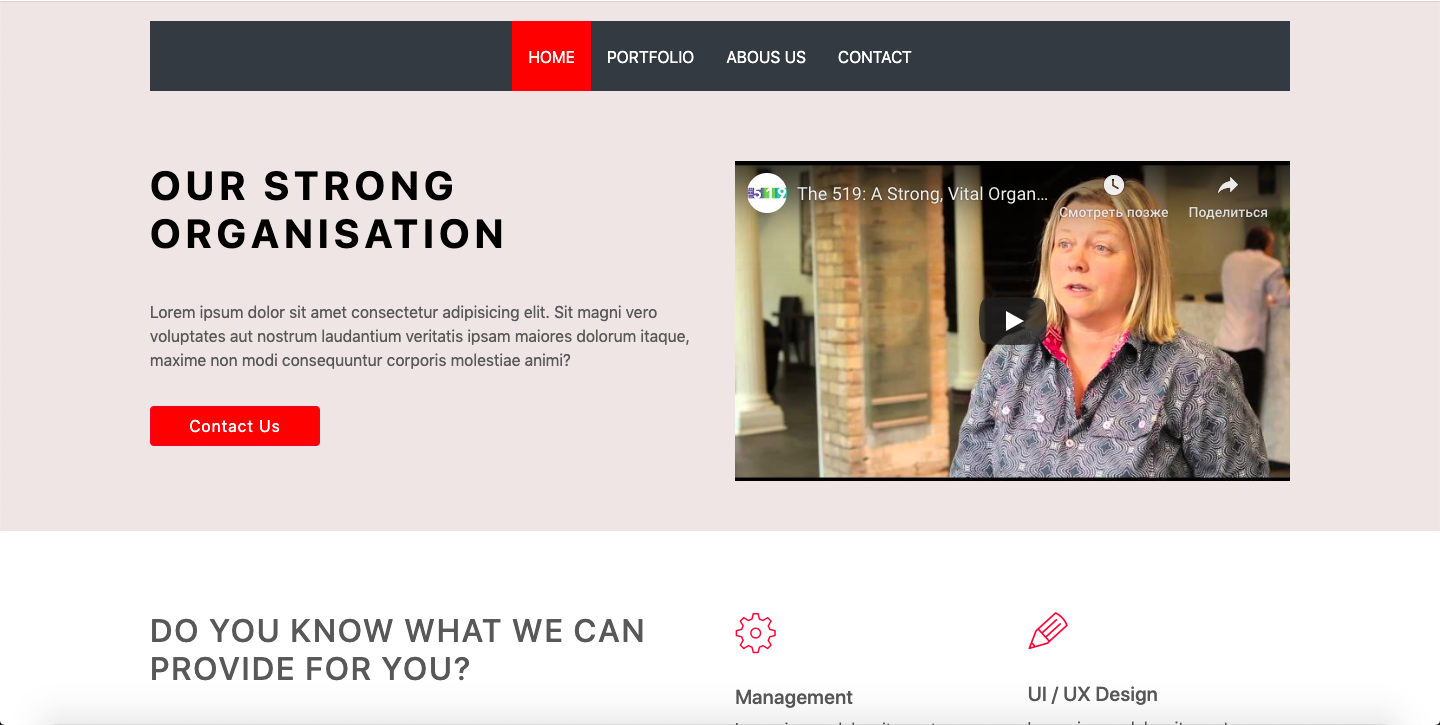 HOME PORTFOLIO ABOUS US CONTACT
OUR STRONG
ORGANISATION
Lorem ipsum dolor sit amet consectetur adipisicing elit. Sit magni vero
voluptates aut nostrum laudantium veritatis ipsam maiores dolorum itaque,
maxime non modi consequuntur corporis molestiae animi?
Contact Us
519
The 519: A Strong, Vital Organ...
Смотреть позже
Поделиться
DO YOU KNOW WHAT WE CAN
PROVIDE FOR YOU?
Management
UI / UX Design